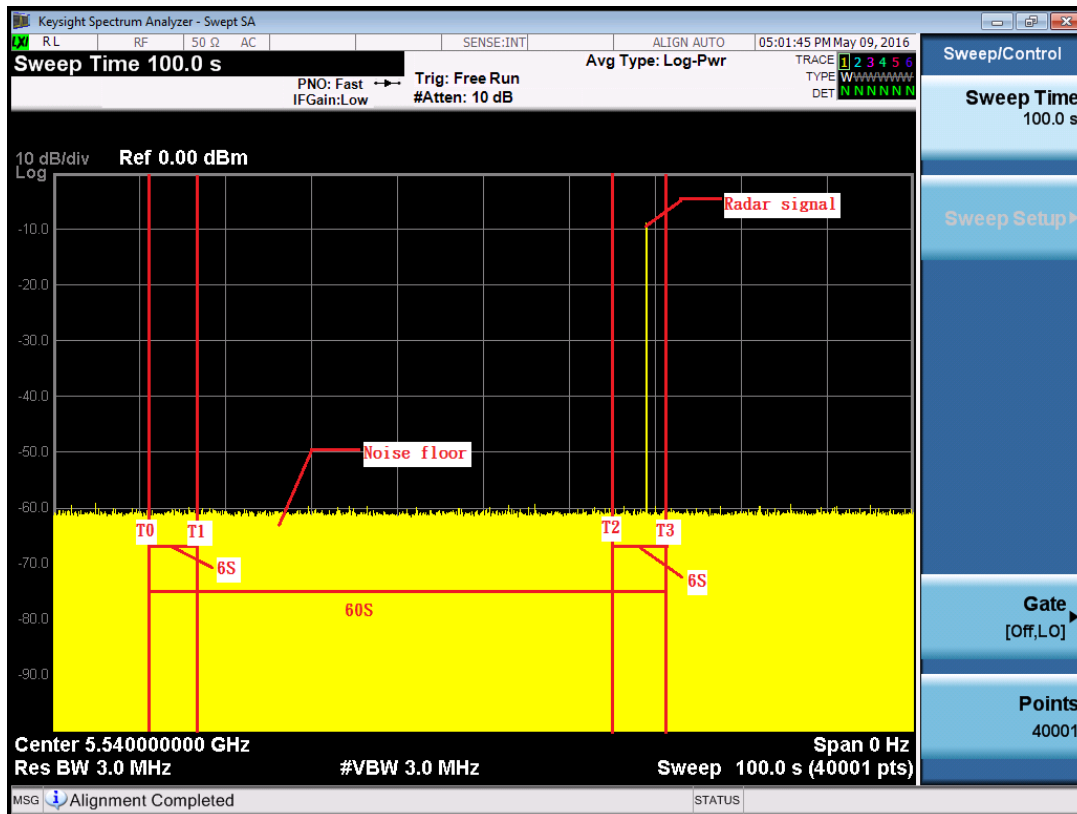 Keysight Spectrum Analyzer - Swept SA
LXI RL RF 50 Ω AC SENSE:INT ALIGN AUTO 05:01:45 PM May 09, 2016
Sweep Time 100.0 s
PNO: Fast
IFGain:Low
Trig: Free Run
#Atten: 10 dB
Avg Type: Log-Pwr
TRACE 1 2 3 4 5 6
TYPE WWWWWW
DET N N N N N N
10 dB/div Ref 0.00 dBm
Log
-10.0
-20.0
-30.0
-40.0
-50.0
-60.0
-70.0
-80.0
-90.0
Radar signal
Noise floor
T0 T1 T2 T3
6S 6S
60S
Center 5.540000000 GHz Span 0 Hz
Res BW 3.0 MHz #VBW 3.0 MHz Sweep 100.0 s (40001 pts)
MSG Alignment Completed STATUS
Sweep/Control
Sweep Time
100.0 s
Sweep Setup
Gate
[Off,LO]
Points
40001